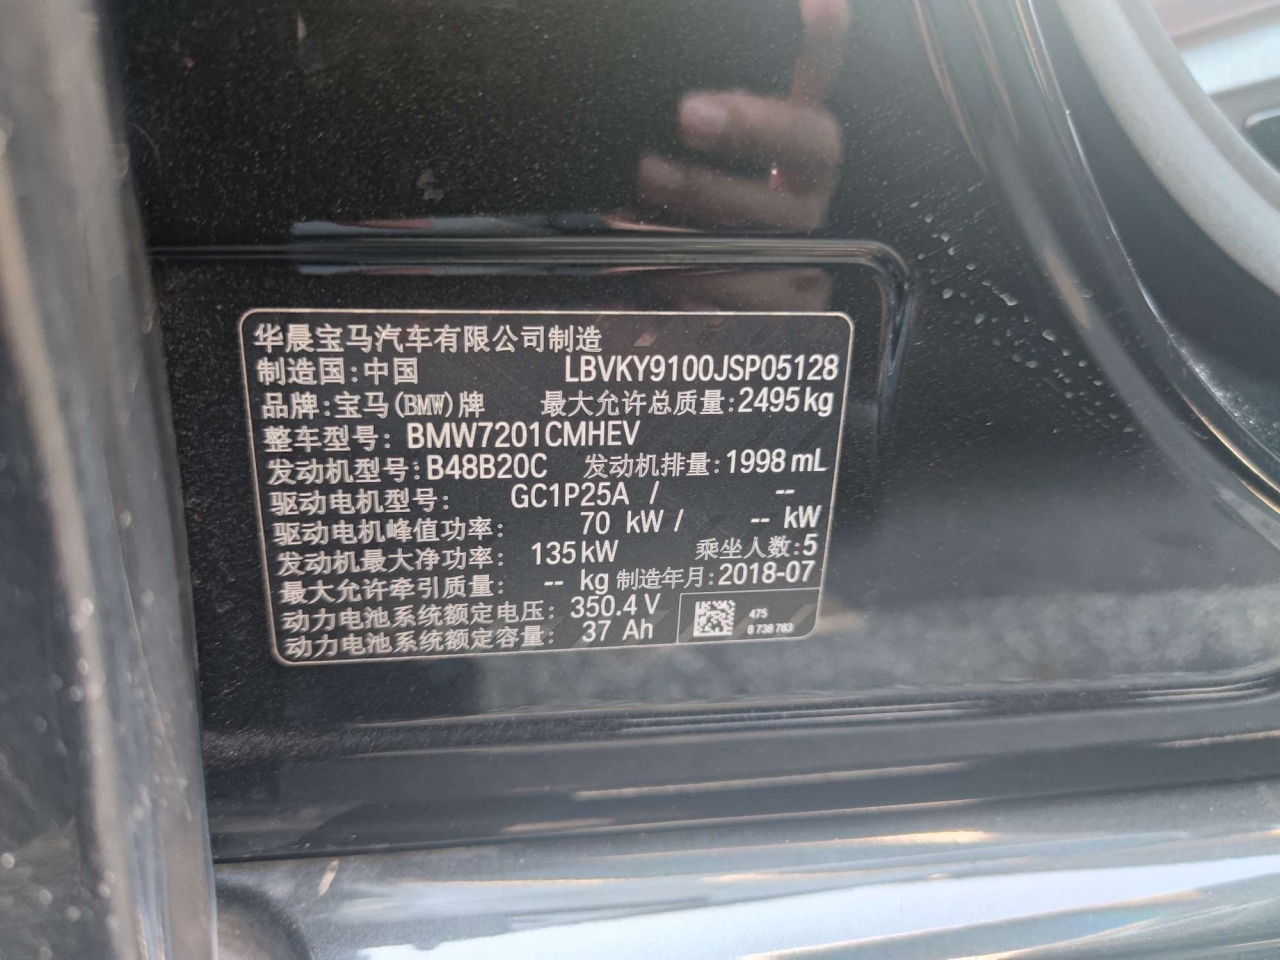 华晨宝马汽车有限公司制造
制造国:中国 LBVKY9100JSP05128
品牌:宝马(BMW)牌 最大允许总质量:2495kg
整车型号: BMW7201CMHEV
发动机型号:B48B20C 发动机排量:1998 mL
驱动电机型号: GC1P25A / --
驱动电机峰值功率: 70 kW / -- kW
发动机最大净功率: 135kW 乘坐人数:5
最大允许牵引质量: -- kg 制造年月:2018-07
动力电池系统额定电压: 350.4 V
动力电池系统额定容量: 37 Ah
475
8 738 783